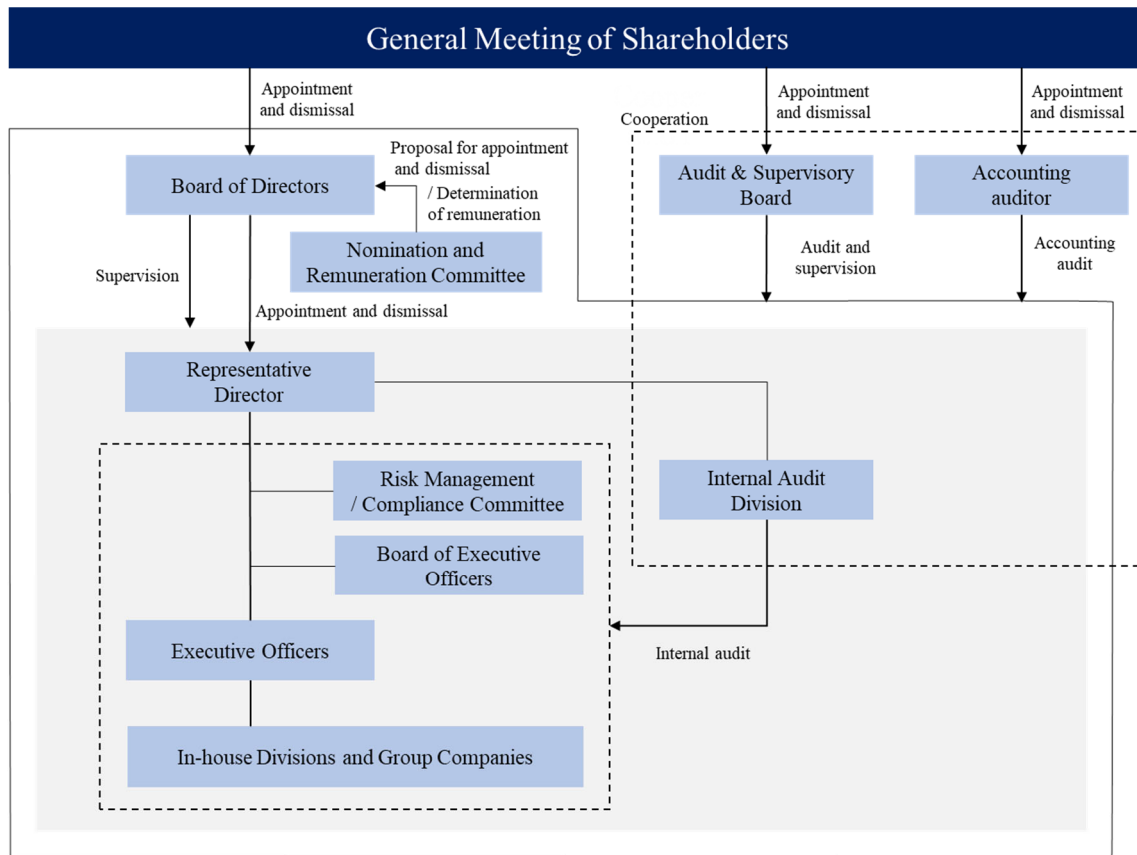 General Meeting of Shareholders
Appointment
and dismissal
Appointment
and dismissal
Appointment
and dismissal
Cooperation
Board of Directors
Proposal for appointment
and dismissal
/ Determination
of remuneration
Audit & Supervisory
Board
Accounting
auditor
Nomination and
Remuneration Committee
Supervision
Audit and
supervision
Accounting
audit
Appointment and dismissal
Representative
Director
Risk Management
/ Compliance Committee
Internal Audit
Division
Board of Executive
Officers
Executive Officers
Internal audit
In-house Divisions and Group Companies